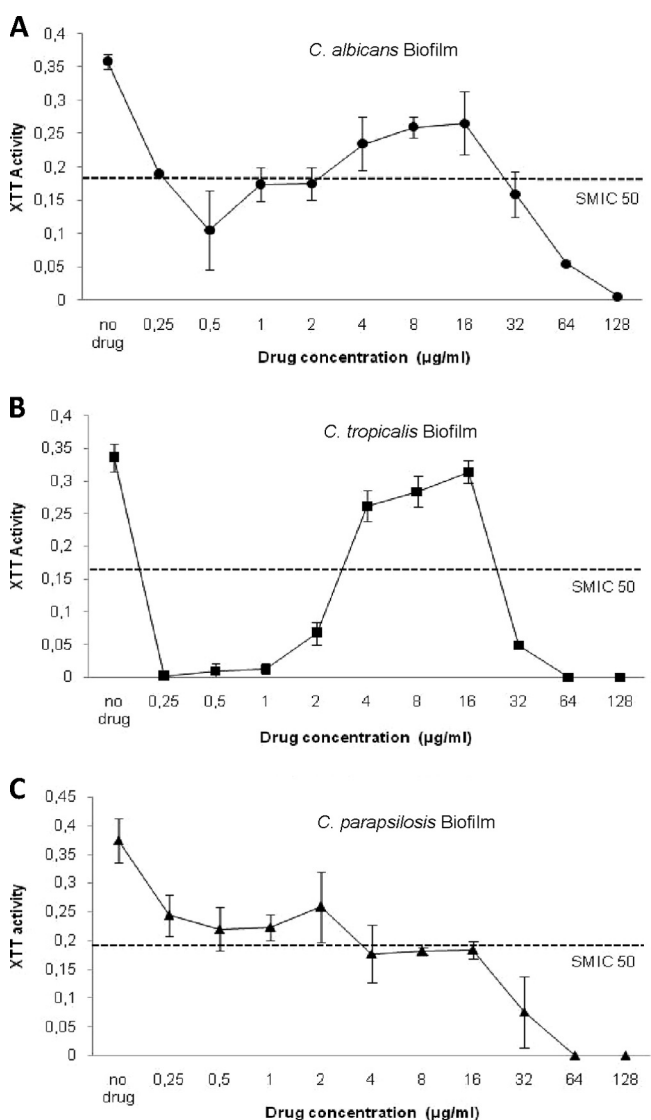 A
C. albicans Biofilm
XTT Activity
0,4
0,35
0,3
0,25
0,2
0,15
0,1
0,05
0
SMIC 50
no drug 0,25 0,5 1 2 4 8 16 32 64 128
Drug concentration (µg/ml)
B
C. tropicalis Biofilm
XTT Activity
0,4
0,35
0,3
0,25
0,2
0,15
0,1
0,05
0
SMIC 50
no drug 0,25 0,5 1 2 4 8 16 32 64 128
Drug concentration (µg/ml)
C
C. parapsilosis Biofilm
XTT activity
0,45
0,4
0,35
0,3
0,25
0,2
0,15
0,1
0,05
0
SMIC 50
no drug 0,25 0,5 1 2 4 8 16 32 64 128
Drug concentration (µg/ml)